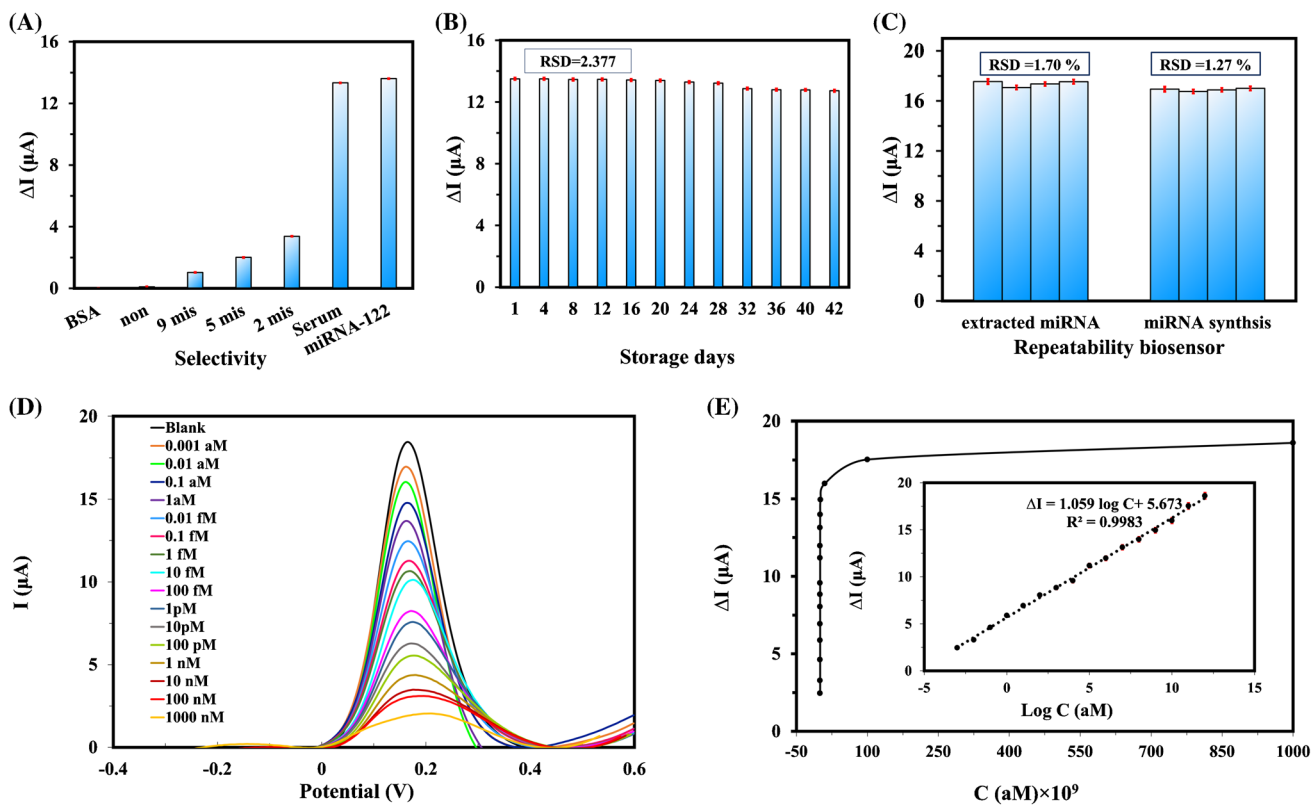 (A)
16
12
8
4
0
ΔI (µA)
BSA
non
9 mis
5 mis
2 mis
Serum
miRNA-122
Selectivity
(B)
RSD=2.377
16
12
8
4
0
ΔI (µA)
1 4 8 12 16 20 24 28 32 36 40 42
Storage days
(C)
RSD =1.70 %
RSD =1.27 %
20
16
12
8
4
0
ΔI (µA)
extracted miRNA
miRNA synthsis
Repeatability biosensor
(D)
20
15
10
5
0
I (µA)
Blank
0.001 aM
0.01 aM
0.1 aM
1aM
0.01 fM
0.1 fM
1 fM
10 fM
100 fM
1pM
10pM
100 pM
1 nM
10 nM
100 nM
1000 nM
-0.4 -0.2 0 0.2 0.4 0.6
Potential (V)
(E)
20
18
15
13
10
8
5
3
0
ΔI (µA)
20
15
10
5
0
ΔI (µA)
ΔI = 1.059 log C+ 5.673
R² = 0.9983
-5 0 5 10 15
Log C (aM)
-50 100 250 400 550 700 850 1000
C (aM)×10⁹